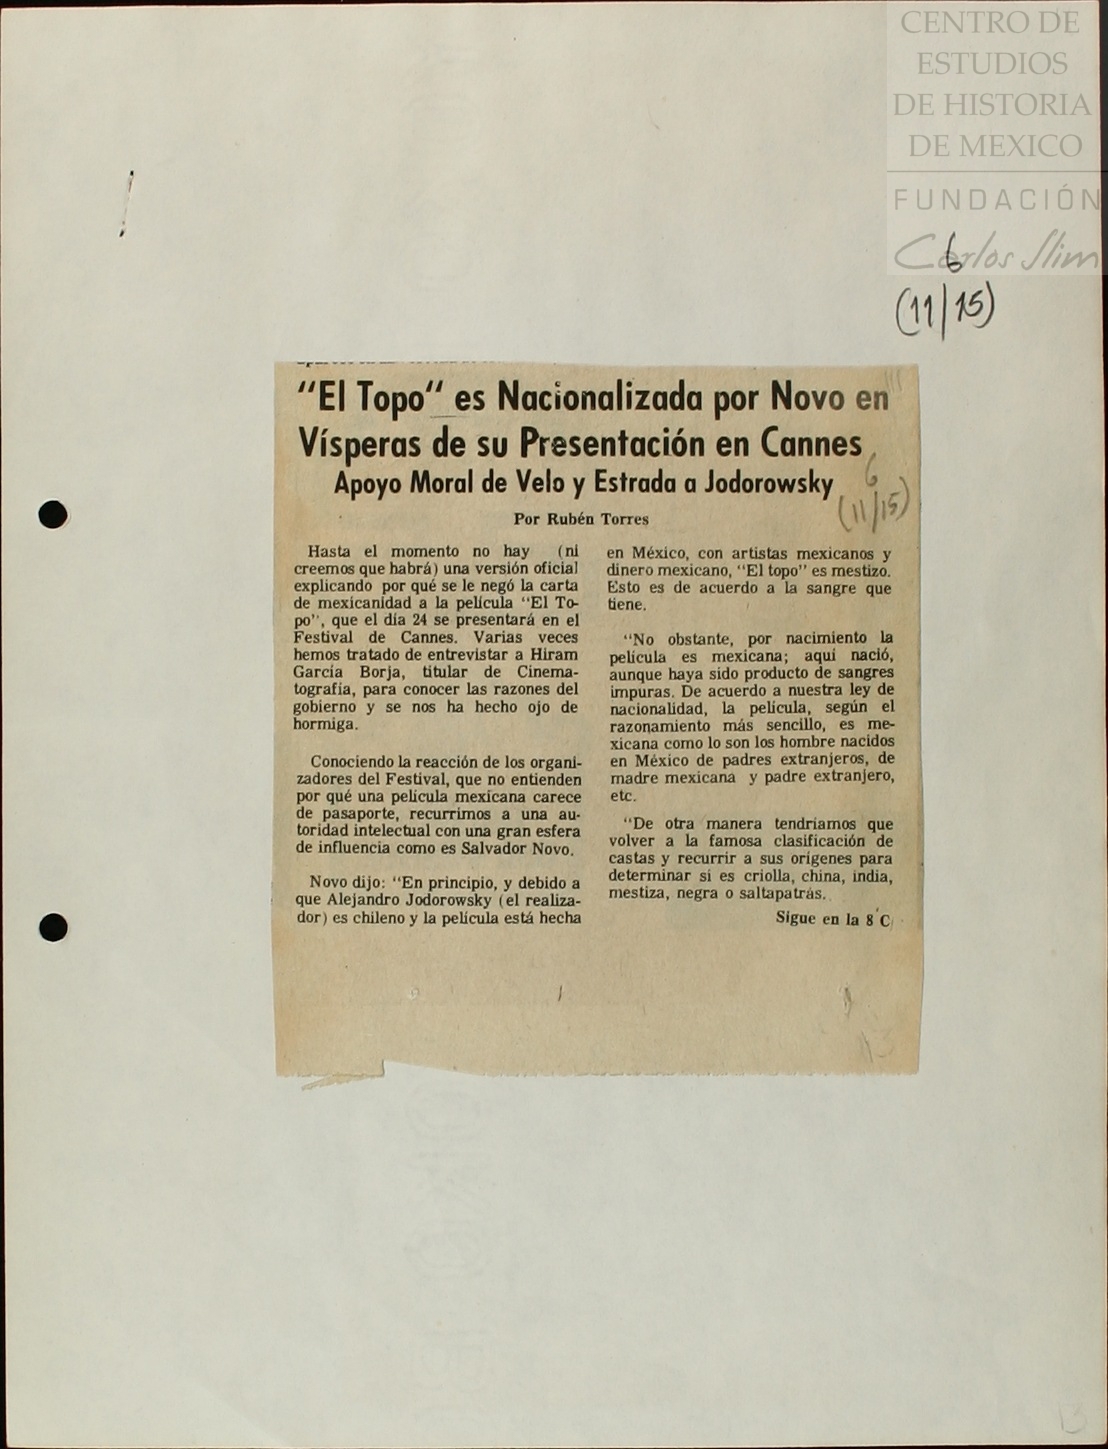 CENTRO DE
ESTUDIOS
DE HISTORIA
DE MEXICO
FUNDACIÓN
Carlos Slim
6
(11/15)
"El Topo" es Nacionalizada por Novo en
Vísperas de su Presentación en Cannes
Apoyo Moral de Velo y Estrada a Jodorowsky
6
(11/15)
Por Rubén Torres
Hasta el momento no hay (ni
creemos que habrá) una versión oficial
explicando por qué se le negó la carta
de mexicanidad a la película "El To-
po", que el día 24 se presentará en el
Festival de Cannes. Varias veces
hemos tratado de entrevistar a Hiram
García Borja, titular de Cinema-
tografía, para conocer las razones del
gobierno y se nos ha hecho ojo de
hormiga.
Conociendo la reacción de los organi-
zadores del Festival, que no entienden
por qué una película mexicana carece
de pasaporte, recurrimos a una au-
toridad intelectual con una gran esfera
de influencia como es Salvador Novo.
Novo dijo: "En principio, y debido a
que Alejandro Jodorowsky (el realiza-
dor) es chileno y la película está hecha
en México, con artistas mexicanos y
dinero mexicano, "El topo" es mestizo.
Esto es de acuerdo a la sangre que
tiene.
"No obstante, por nacimiento la
película es mexicana; aquí nació,
aunque haya sido producto de sangres
impuras. De acuerdo a nuestra ley de
nacionalidad, la película, según el
razonamiento más sencillo, es me-
xicana como lo son los hombre nacidos
en México de padres extranjeros, de
madre mexicana y padre extranjero,
etc.
"De otra manera tendríamos que
volver a la famosa clasificación de
castas y recurrir a sus orígenes para
determinar si es criolla, china, india,
mestiza, negra o saltapatrás.
Sigue en la 8 C
13